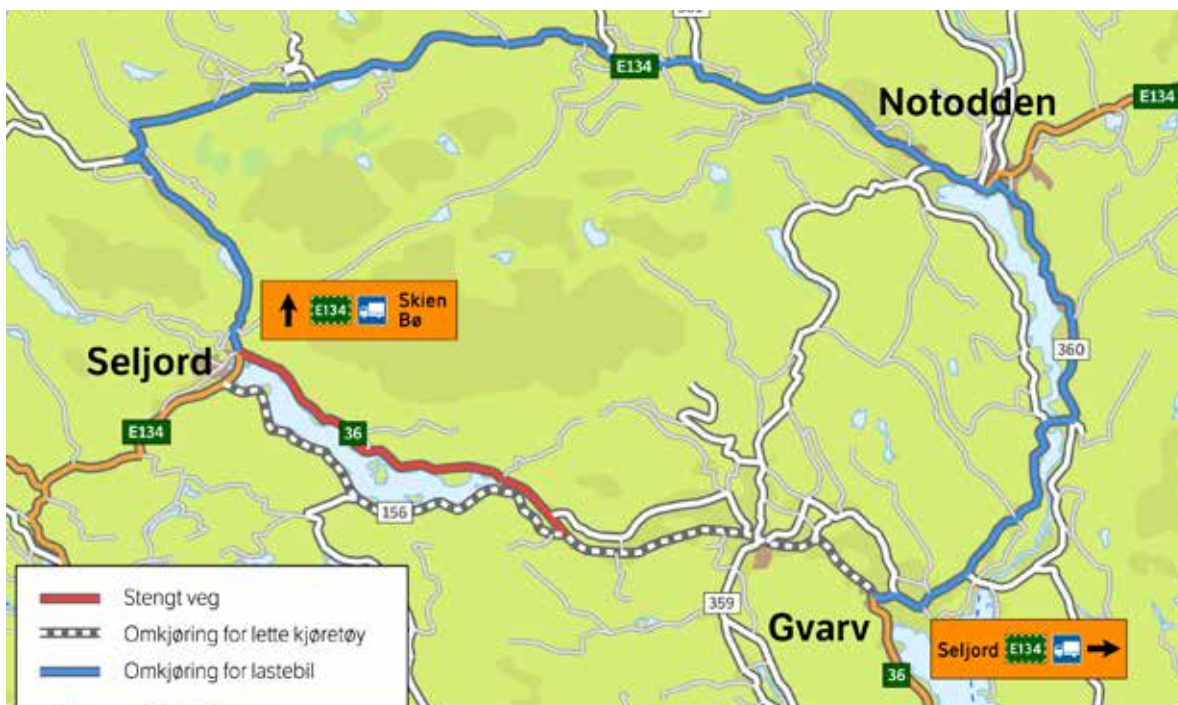 E134
Notodden
E134
E134
Skien
Bø
360
Seljord
E134
36
156
359
Gvarv
Seljord
E134
36
Stengt veg
Omkjøring for lette kjøretøy
Omkjøring for lastebil